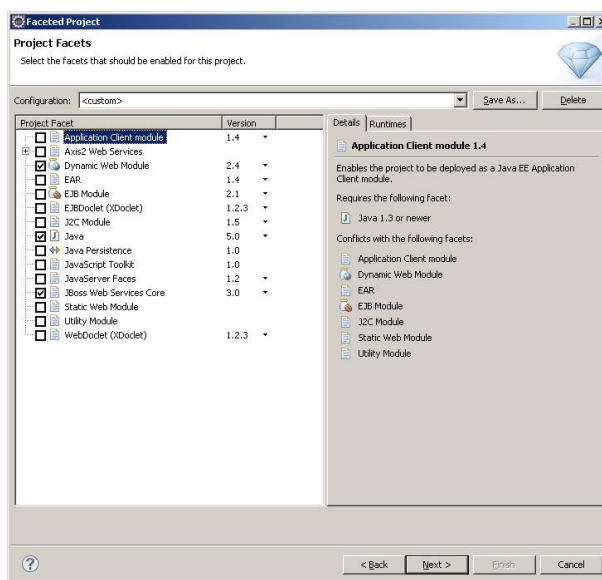 Faceted Project
Project Facets
Select the facets that should be enabled for this project.
Configuration: <custom> Save As... Delete
Project Facet Version
Application Client module 1.4
Axis2 Web Services
Dynamic Web Module 2.4
EAR 1.4
EJB Module 2.1
EJBDoclet (XDoclet) 1.2.3
J2C Module 1.5
Java 5.0
Java Persistence 1.0
JavaScript Toolkit 1.0
JavaServer Faces 1.2
JBoss Web Services Core 3.0
Static Web Module
Utility Module
WebDoclet (XDoclet) 1.2.3
Details Runtimes
Application Client module 1.4
Enables the project to be deployed as a Java EE Application
Client module.
Requires the following facet:
Java 1.3 or newer
Conflicts with the following facets:
Application Client module
Dynamic Web Module
EAR
EJB Module
J2C Module
Static Web Module
Utility Module
< Back Next > Finish Cancel